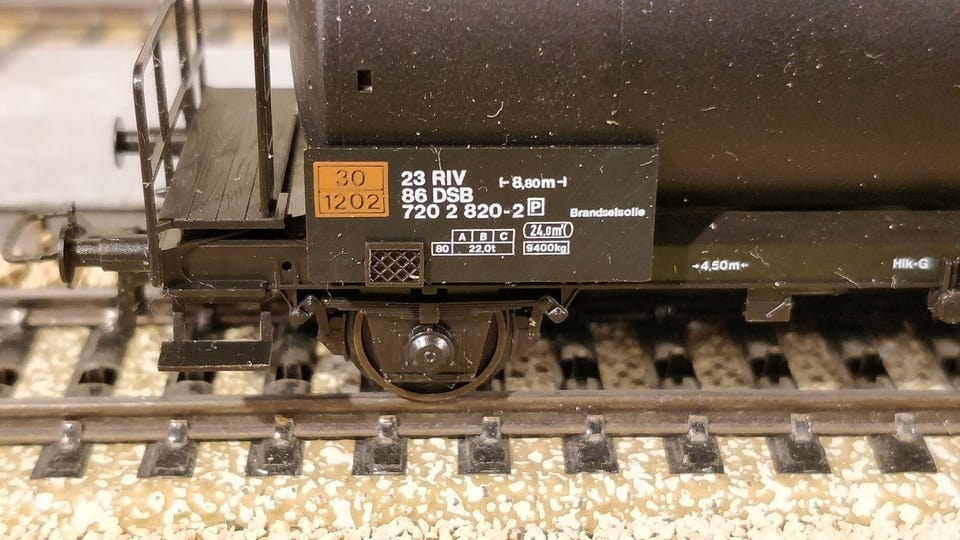 30
1202
23 RIV
86 DSB
720 2 820-2 P
8,80m
Brandselsolie
A B C
80 22,0t
24,0m
9400kg
4,50m
Hik-G